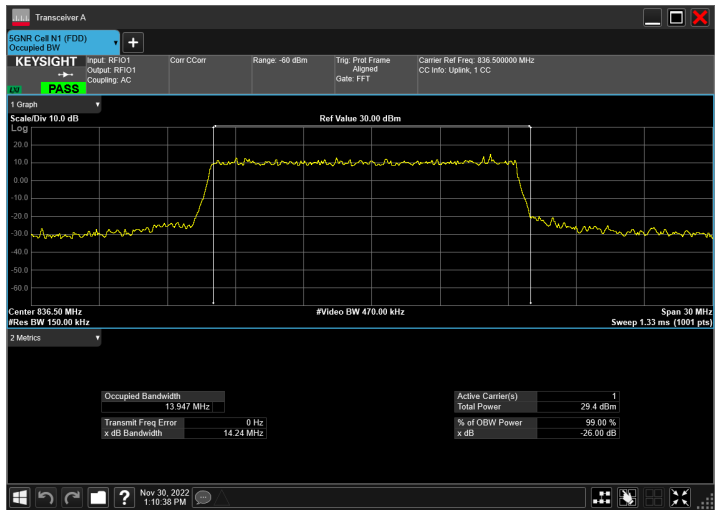 Transceiver A
5GNR Cell N1 (FDD)
Occupied BW
KEYSIGHT
LXI
PASS
Input: RFIO1
Output: RFIO1
Coupling: AC
Corr CCorr
Range: -60 dBm
Trig: Prot Frame
Aligned
Gate: FFT
Carrier Ref Freq: 836.500000 MHz
CC Info: Uplink, 1 CC
1 Graph
Scale/Div 10.0 dB
Ref Value 30.00 dBm
Log
20.0
10.0
0.00
-10.0
-20.0
-30.0
-40.0
-50.0
-60.0
Center 836.50 MHz
#Video BW 470.00 kHz
Span 30 MHz
#Res BW 150.00 kHz
Sweep 1.33 ms (1001 pts)
2 Metrics
Occupied Bandwidth
13.947 MHz
Transmit Freq Error 0 Hz
x dB Bandwidth 14.24 MHz
Active Carrier(s) 1
Total Power 29.4 dBm
% of OBW Power 99.00 %
x dB -26.00 dB
?
Nov 30, 2022
1:10:38 PM